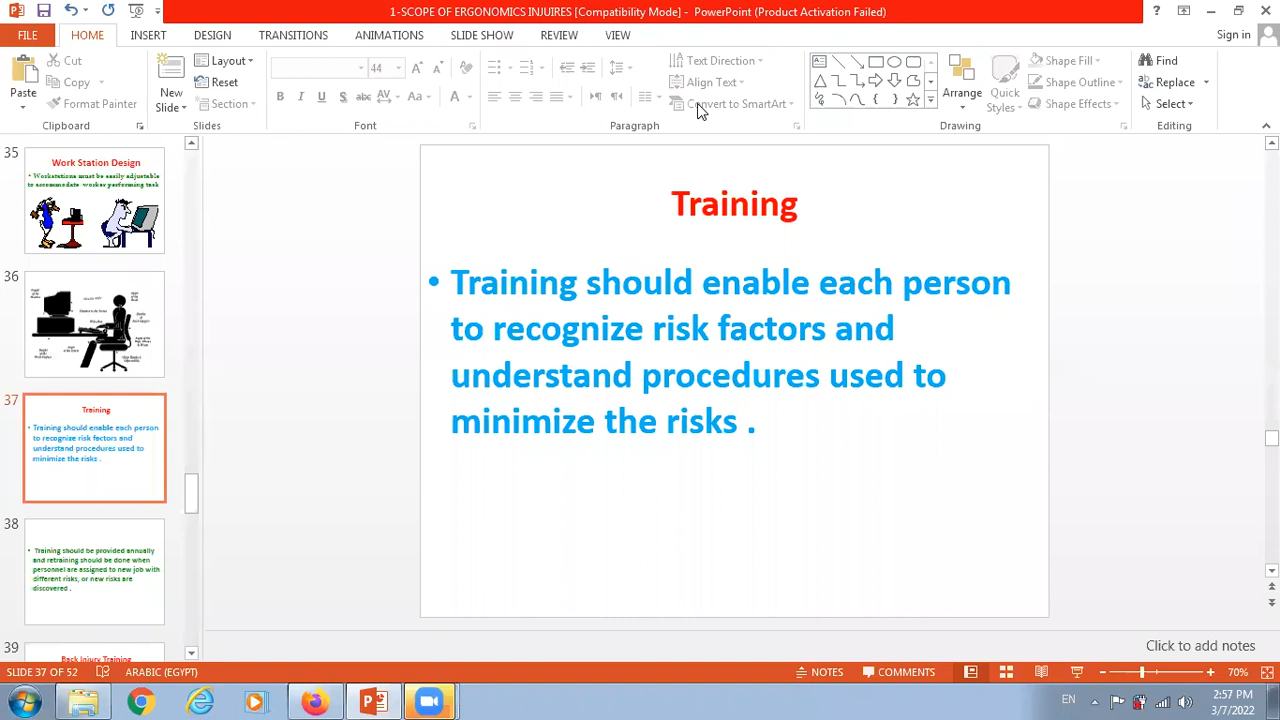 1-SCOPE OF ERGONOMICS INJUIRES [Compatibility Mode] - PowerPoint (Product Activation Failed)
FILE HOME INSERT DESIGN TRANSITIONS ANIMATIONS SLIDE SHOW REVIEW VIEW Sign in
Paste
Cut
Copy
Format Painter
Clipboard
New
Slide
Layout
Reset
Section
Slides
44
B I U S abc AV Aa A
Font
Text Direction
Align Text
Convert to SmartArt
Paragraph
Arrange
Quick
Styles
Shape Fill
Shape Outline
Shape Effects
Drawing
Find
Replace
Select
Editing
35
Work Station Design
• Workstations must be easily adjustable
to accommodate worker performing task
36
37
Training
• Training should enable each person
to recognize risk factors and
understand procedures used to
minimize the risks .
38
• Training should be provided annually
and retraining should be done when
personnel are assigned to new job with
different risks, or new risks are
discovered .
39
Back Injury Training
Training
• Training should enable each person
to recognize risk factors and
understand procedures used to
minimize the risks .
Click to add notes
SLIDE 37 OF 52 ARABIC (EGYPT) NOTES COMMENTS 70%
EN
2:57 PM
3/7/2022